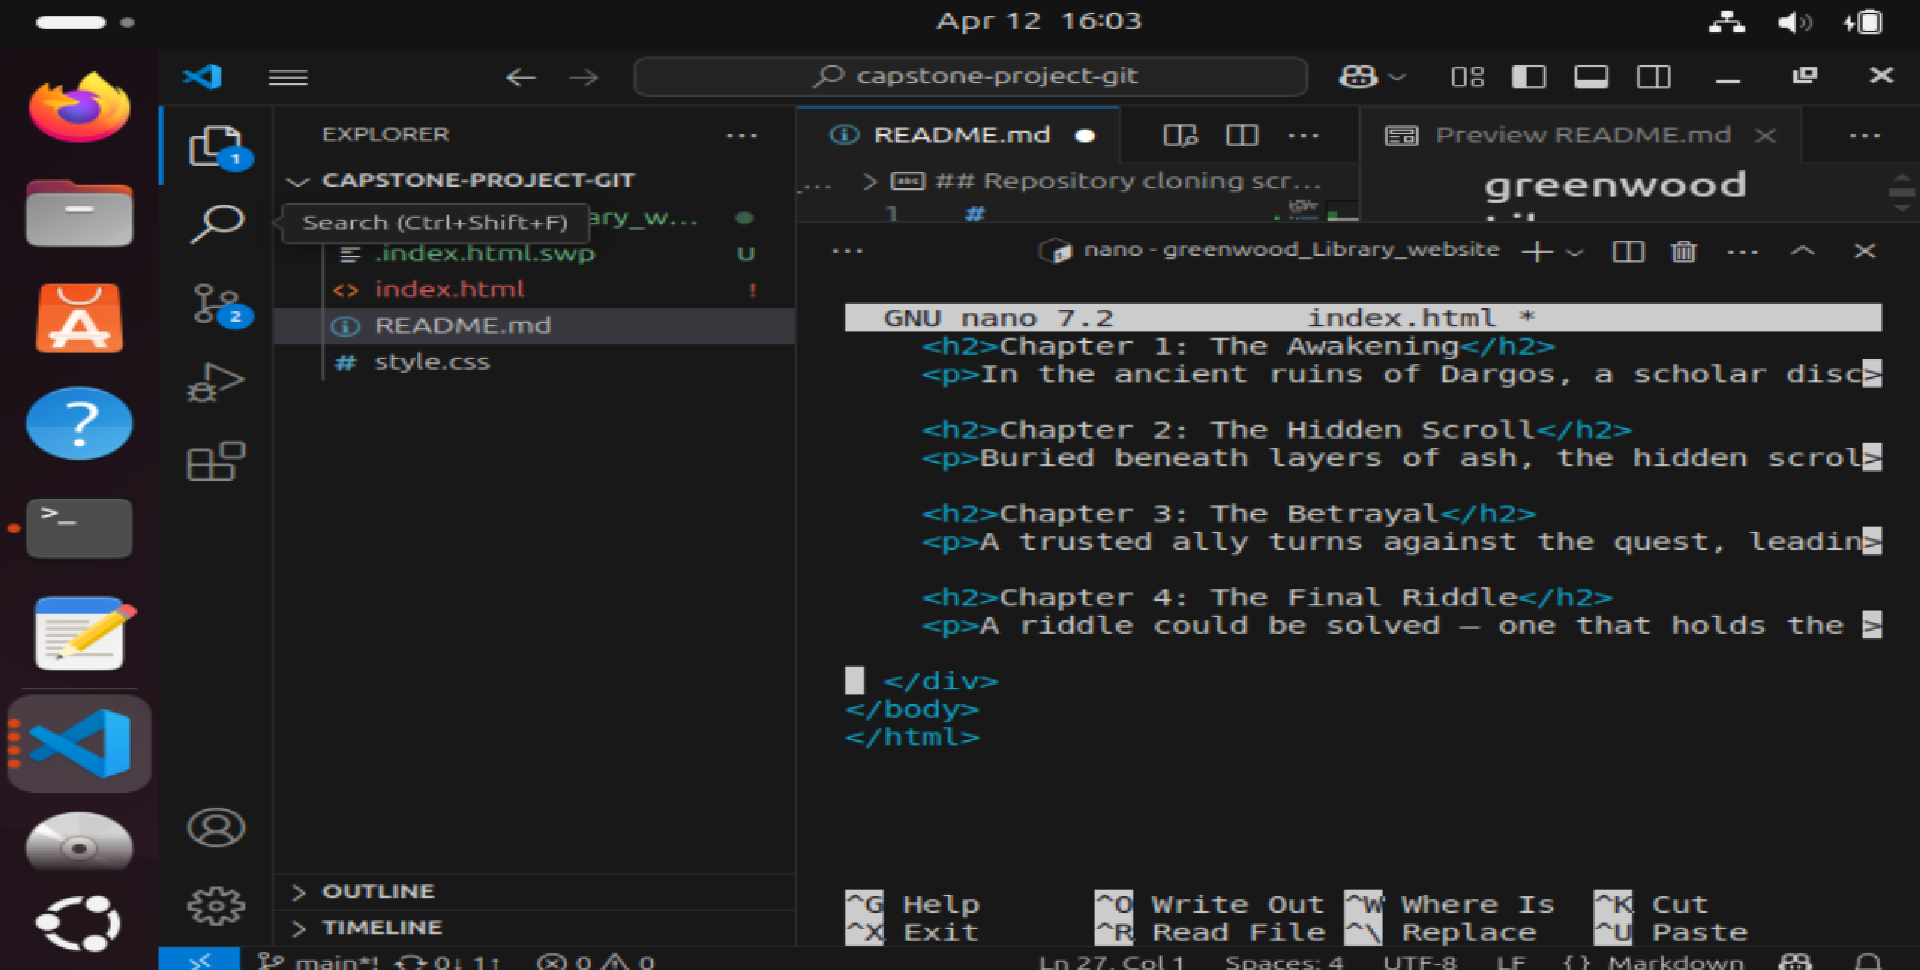 Apr 12 16:03
capstone-project-git
EXPLORER
README.md
Preview README.md
CAPSTONE-PROJECT-GIT
## Repository cloning scr...
greenwood
1 #
Search (Ctrl+Shift+F)
ary_w...
.index.html.swp U
index.html !
README.md
style.css
1
2
nano - greenwood_Library_website
GNU nano 7.2 index.html *
<h2>Chapter 1: The Awakening</h2>
<p>In the ancient ruins of Dargos, a scholar disc>
<h2>Chapter 2: The Hidden Scroll</h2>
<p>Buried beneath layers of ash, the hidden scrol>
<h2>Chapter 3: The Betrayal</h2>
<p>A trusted ally turns against the quest, leadin>
<h2>Chapter 4: The Final Riddle</h2>
<p>A riddle could be solved — one that holds the >
</div>
</body>
</html>
OUTLINE
TIMELINE
^G Help ^O Write Out ^W Where Is ^K Cut
^X Exit ^R Read File ^\ Replace ^U Paste
main*! 0↓ 1↑ 0 0 Ln 27, Col 1 Spaces: 4 UTF-8 LF {} Markdown